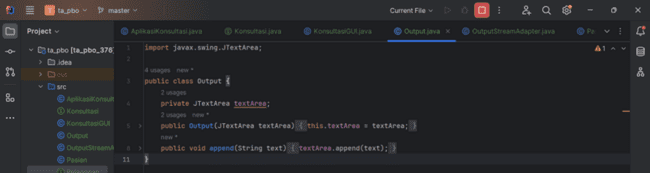 ta_pbo
master
Current File
Project
AplikasiKonsultasi.java
Konsultasi.java
KonsultasiGUI.java
Output.java
OutputStreamAdapter.java
ta_pbo [ta_pbo_376]
.idea
out
src
AplikasiKonsult
Konsultasi
KonsultasiGUI
Output
OutputStreamA
Pasien
1
1 import javax.swing.JTextArea;
2
4 usages new *
3 public class Output {
2 usages
4 private JTextArea textArea;
2 usages new *
5 public Output(JTextArea textArea) { this.textArea = textArea; }
new *
8 public void append(String text) { textArea.append(text); }
11 }